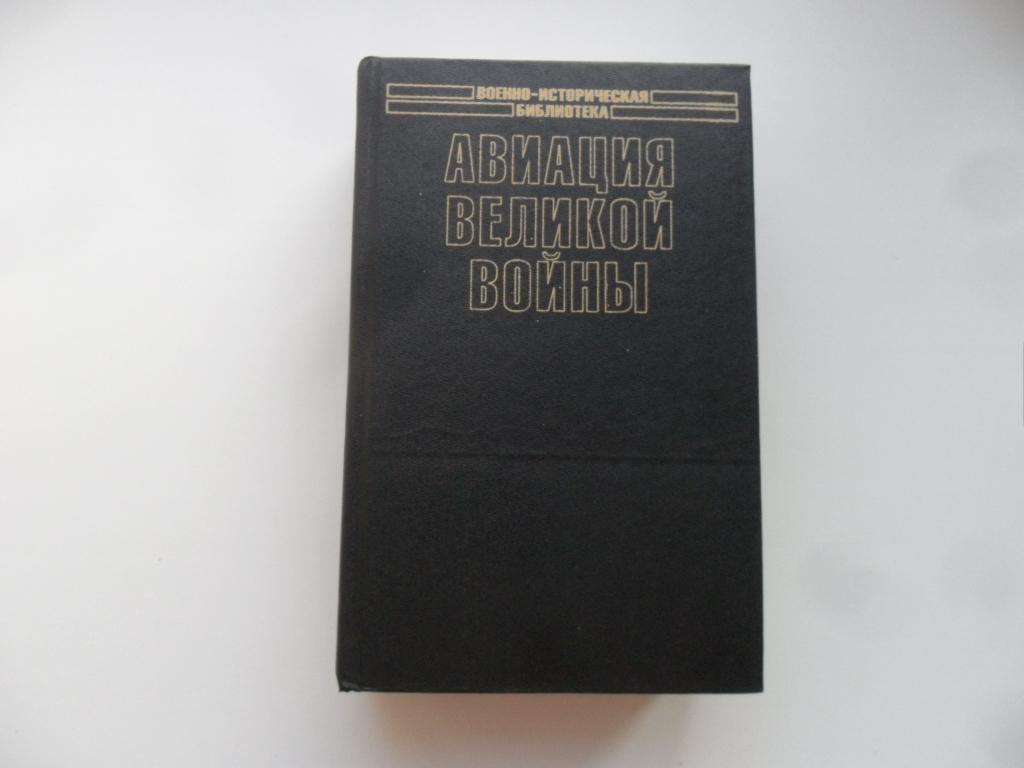 ВОЕННО-ИСТОРИЧЕСКАЯ
БИБЛИОТЕКА
АВИАЦИЯ
ВЕЛИКОЙ
ВОЙНЫ